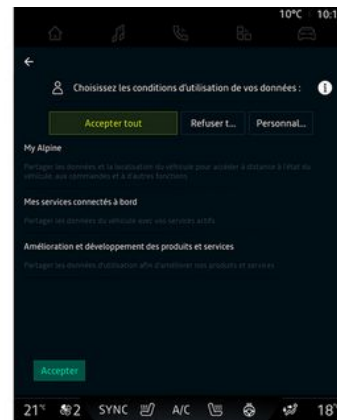 10°C 10:1
Choisissez les conditions d'utilisation de vos données :
Accepter tout
Refuser t...
Personnal...
My Alpine
Partager les données et la localisation du véhicule pour accéder à distance à l'état du
véhicule, aux commandes et à d'autres fonctions
Mes services connectés à bord
Partager les données du véhicule avec vos services actifs
Amélioration et développement des produits et services
Partager les données d'utilisation afin d'améliorer nos produits et services
Accepter
21° 2 SYNC A/C 18°